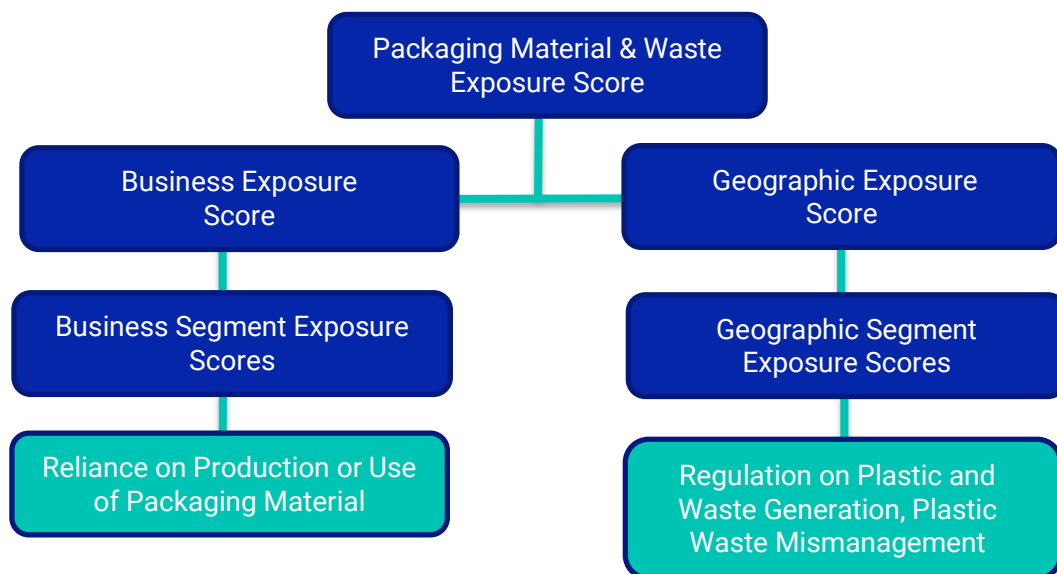 Packaging Material & Waste
Exposure Score
Business Exposure
Score
Geographic Exposure
Score
Business Segment Exposure
Scores
Geographic Segment
Exposure Scores
Reliance on Production or Use
of Packaging Material
Regulation on Plastic and
Waste Generation, Plastic
Waste Mismanagement